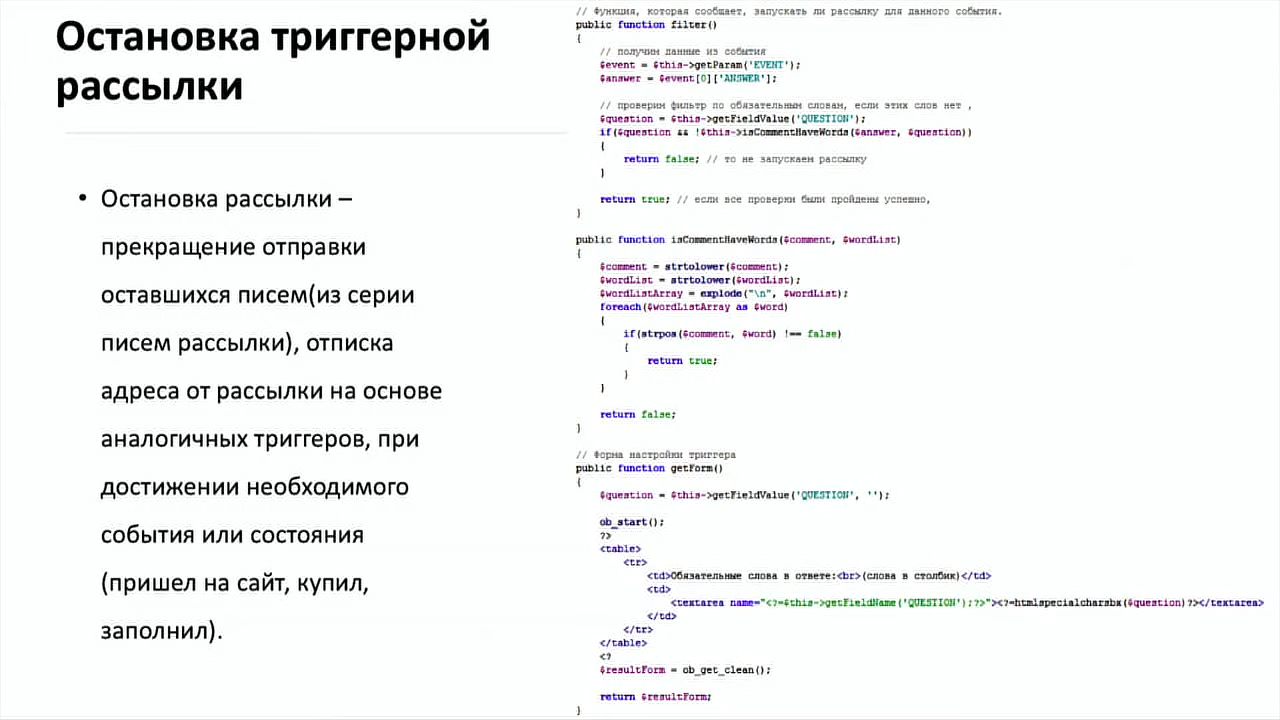 Остановка триггерной
рассылки
• Остановка рассылки –
прекращение отправки
оставшихся писем(из серии
писем рассылки), отписка
адреса от рассылки на основе
аналогичных триггеров, при
достижении необходимого
события или состояния
(пришел на сайт, купил,
заполнил).
// Функция, которая сообщает, запускать ли рассылку для данного события.
public function filter()
{
// получим данные из события
$event = $this->getParam('EVENT');
$answer = $event[0]['ANSWER'];
// проверим фильтр по обязательным словам, если этих слов нет ,
$question = $this->getFieldValue('QUESTION');
if($question && !$this->isCommentHaveWords($answer, $question))
{
return false; // то не запускаем рассылку
}
return true; // если все проверки были пройдены успешно,
}
public function isCommentHaveWords($comment, $wordList)
{
$comment = strtolower($comment);
$wordList = strtolower($wordList);
$wordListArray = explode("\n", $wordList);
foreach($wordListArray as $word)
{
if(strpos($comment, $word) !== false)
{
return true;
}
}
return false;
}
// Форма настройки триггера
public function getForm()
{
$question = $this->getFieldValue('QUESTION', '');
ob_start();
?>
<table>
<tr>
<td>Обязательные слова в ответе:<br>(слова в столбик)</td>
<td>
<textarea name="<?=$this->getFieldName('QUESTION');?>"><?=htmlspecialcharsbx($question)?></textarea>
</td>
</tr>
</table>
<?
$resultForm = ob_get_clean();
return $resultForm;
}